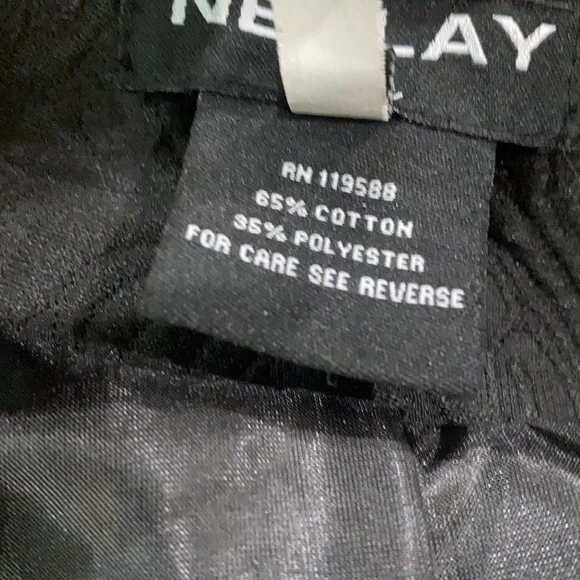 RN 119588
65% COTTON
35% POLYESTER
FOR CARE SEE REVERSE